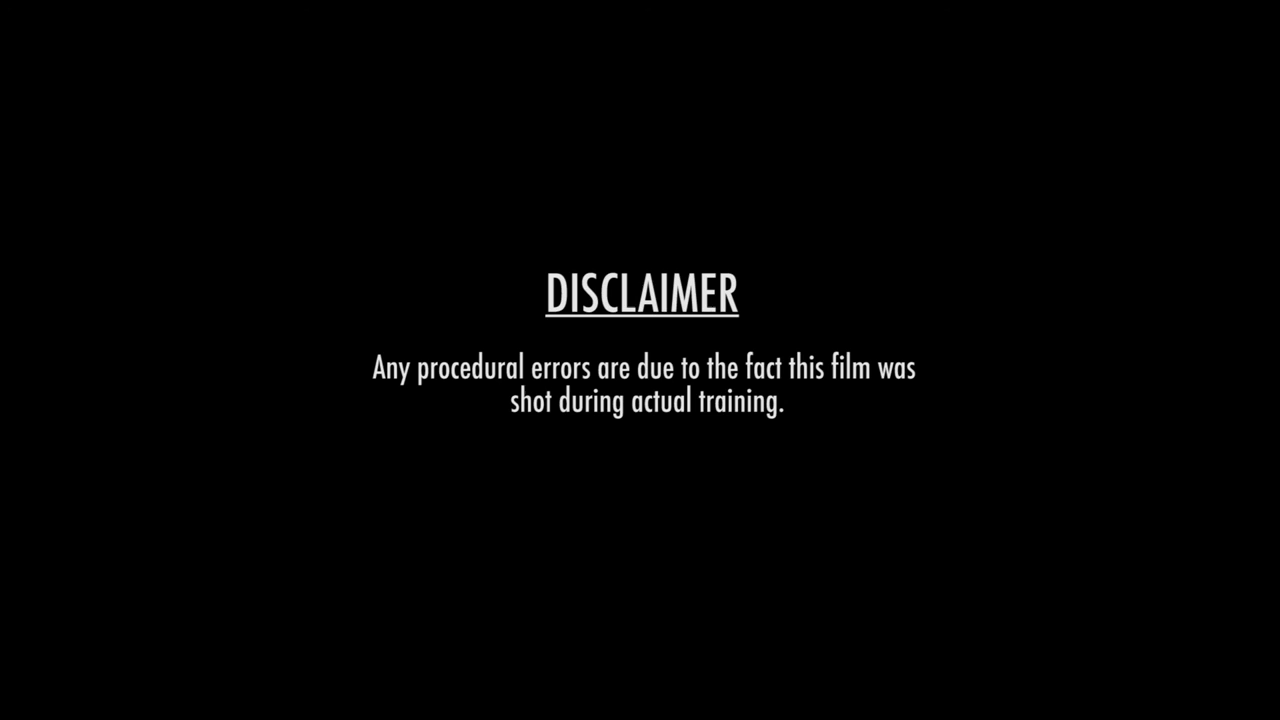 DISCLAIMER
Any procedural errors are due to the fact this film was
shot during actual training.